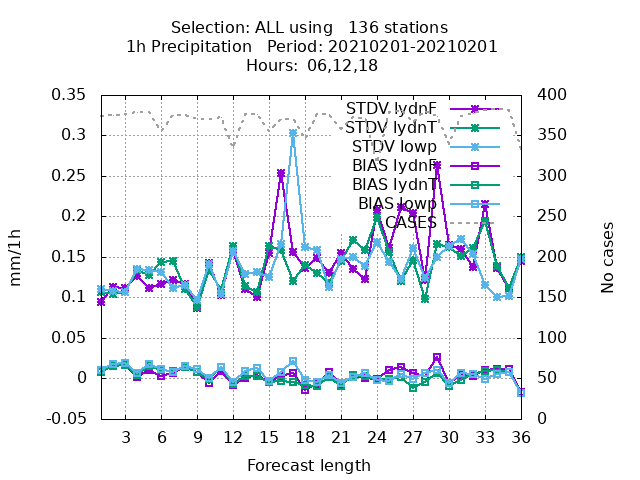 Selection: ALL using   136 stations
1h Precipitation   Period: 20210201-20210201
Hours:  06,12,18
0.35
0.3
0.25
0.2
0.15
0.1
0.05
0
-0.05
mm/1h
400
350
300
250
200
150
100
50
0
No cases
STDV lydnF
STDV lydnT
STDV lowp
BIAS lydnF
BIAS lydnT
BIAS lowp
CASES
3 6 9 12 15 18 21 24 27 30 33 36
Forecast length